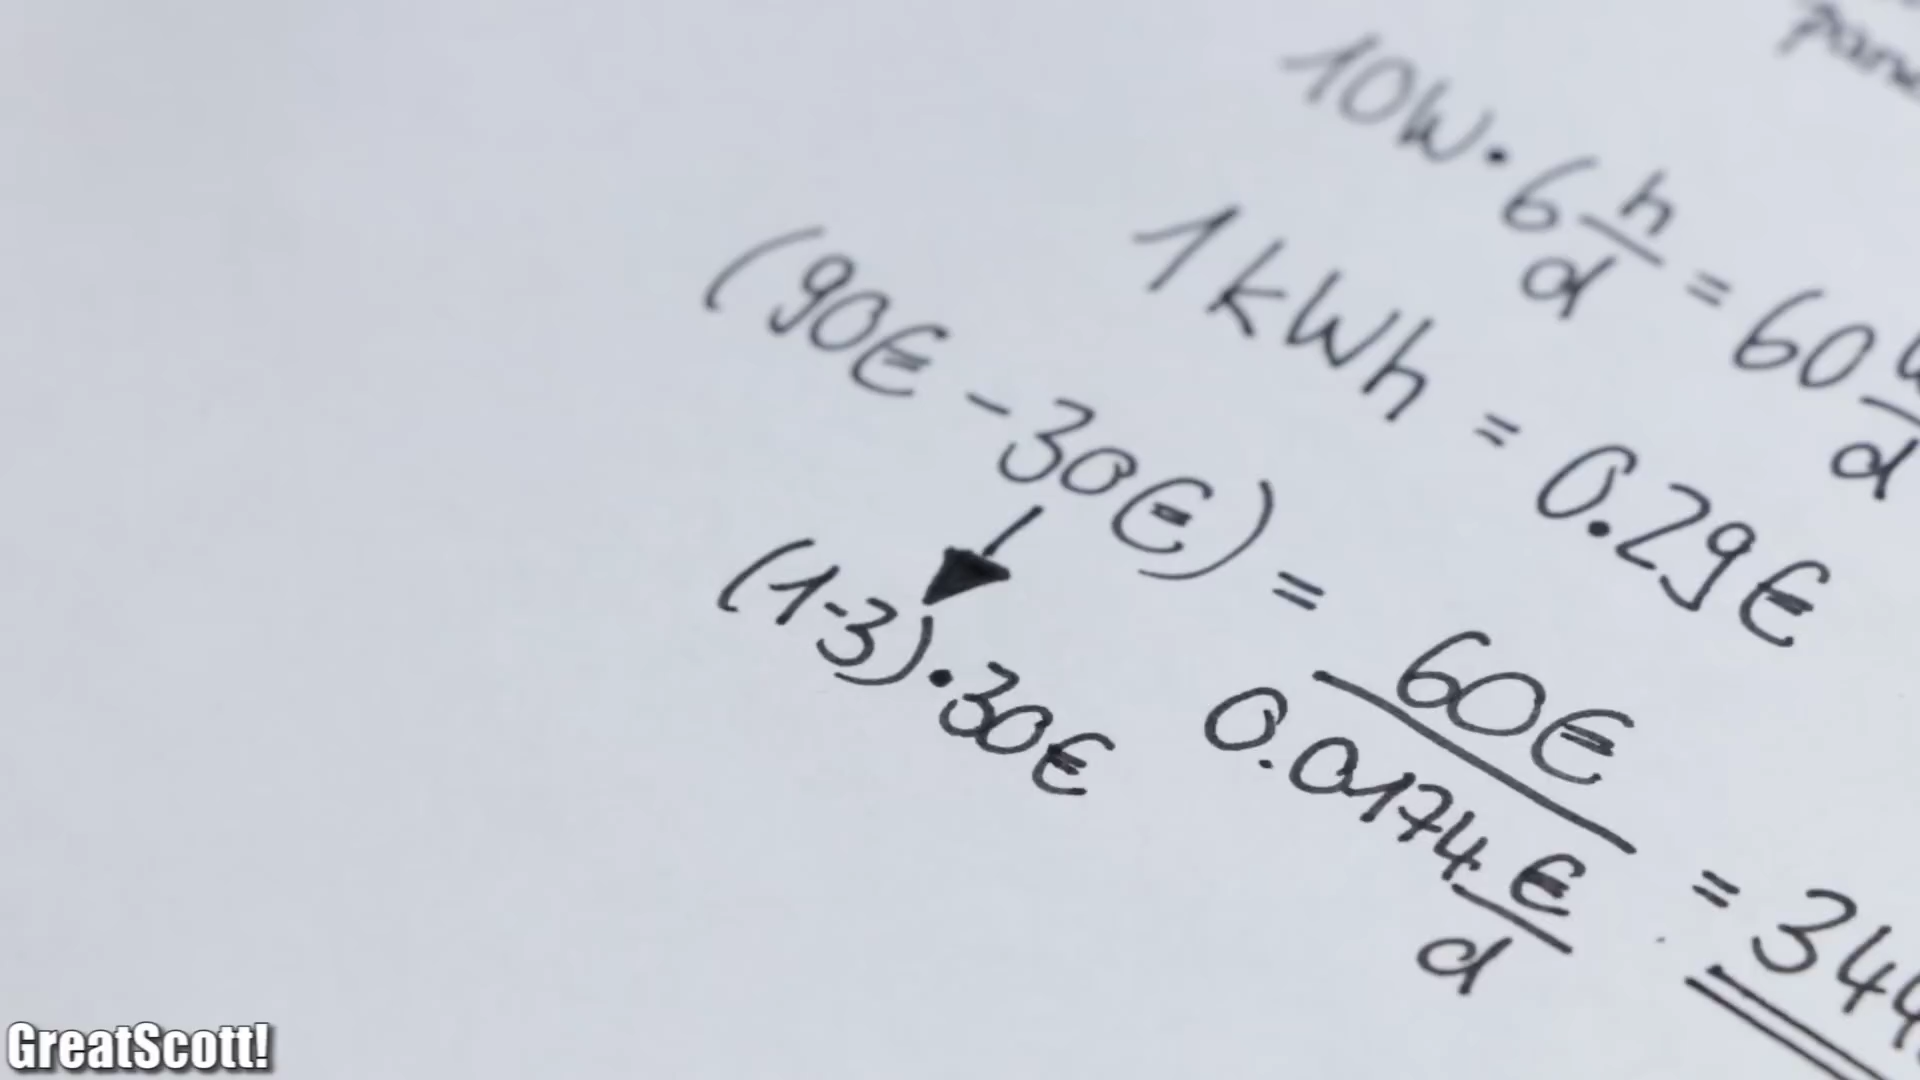 10W · 6 h/d = 60
1kWh = 0.29€
(90€ - 30€) = 60€ / 0.0174 €/d = 344
(1-3) · 30€
GreatScott!